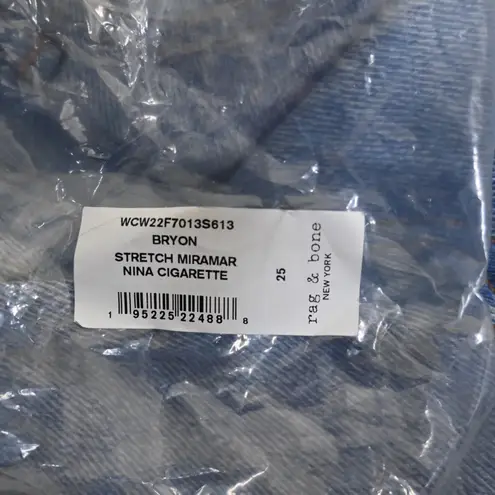 WCW22F7013S613
BRYON
STRETCH MIRAMAR
NINA CIGARETTE
1 95225 22488 8
25
rag & bone
NEW YORK